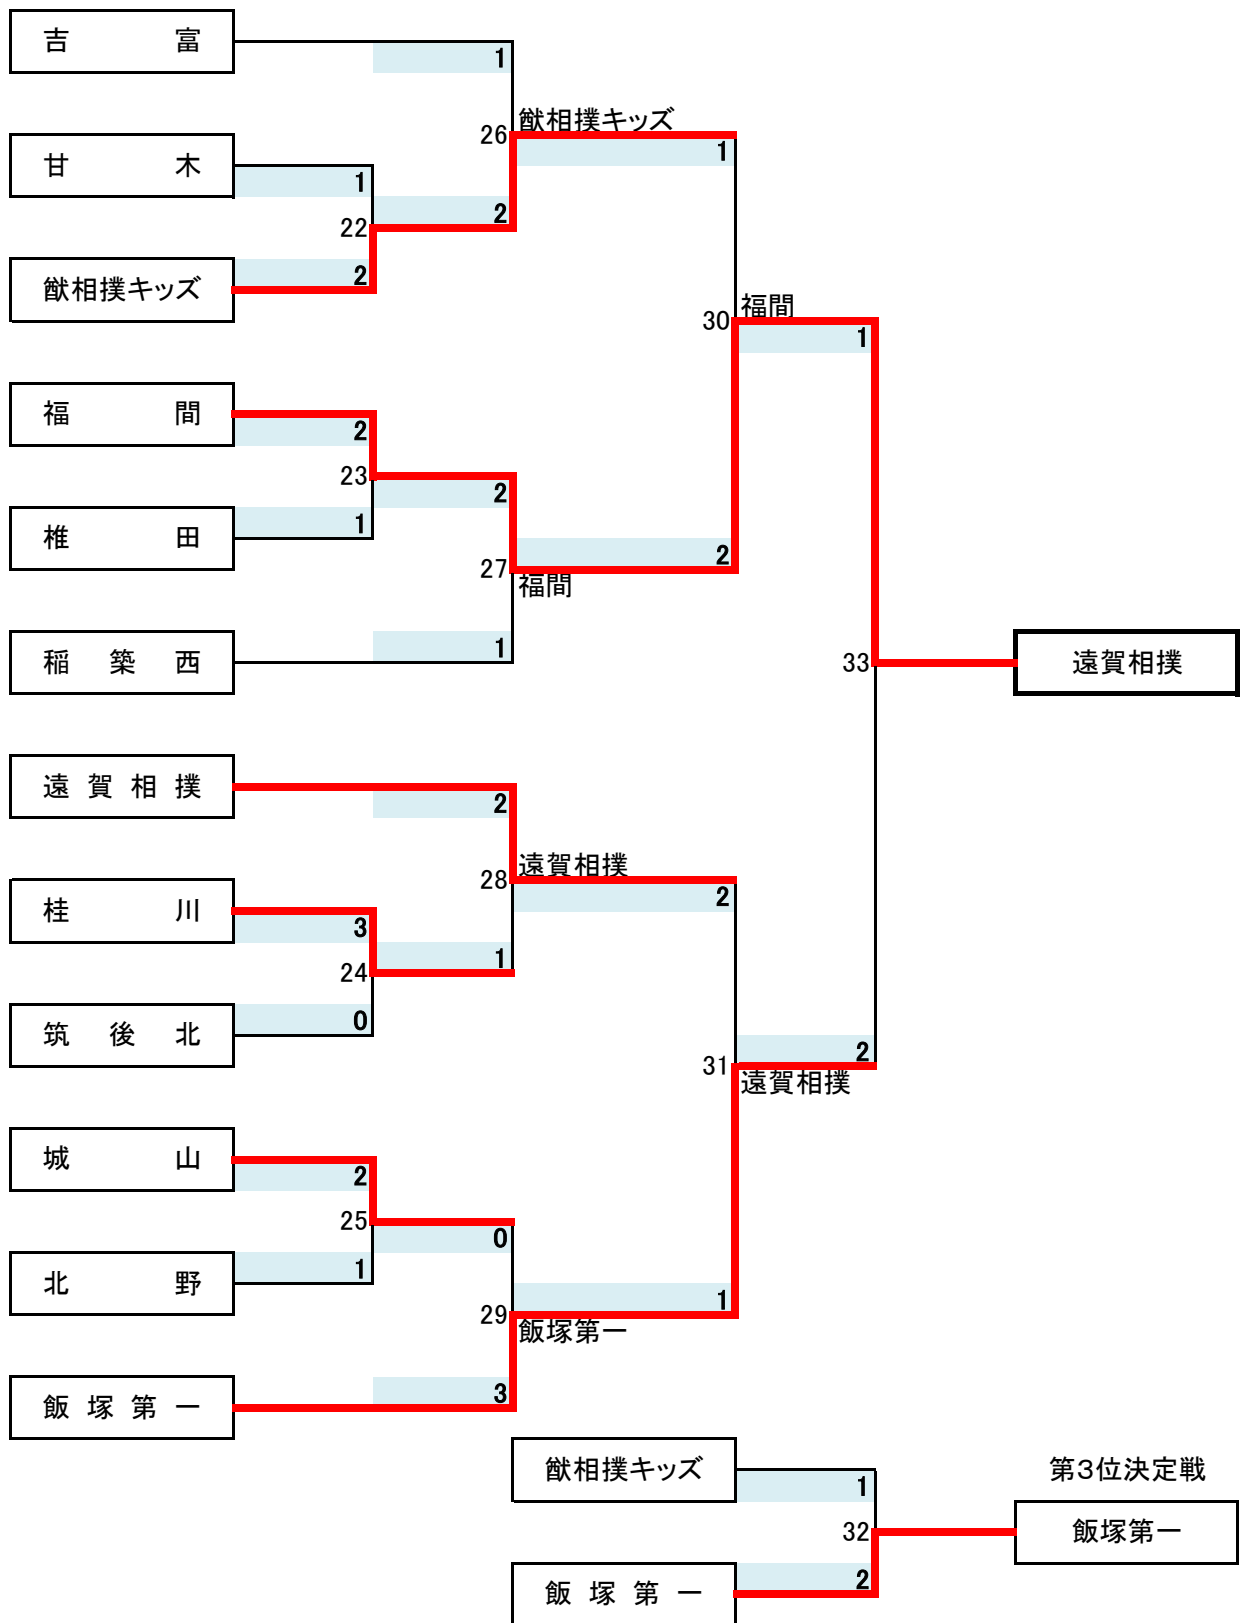 吉富
1
猷相撲キッズ
26
1
甘木
1
2
22
猷相撲キッズ
2
福間
30
1
福間
2
23
2
椎田
1
2
27
福間
稲築西
1
33
遠賀相撲
遠賀相撲
2
遠賀相撲
28
2
桂川
3
1
24
筑後北
0
2
31
遠賀相撲
城山
2
25
0
北野
1
1
29
飯塚第一
飯塚第一
3
猷相撲キッズ
1
第3位決定戦
32
飯塚第一
飯塚第一
2